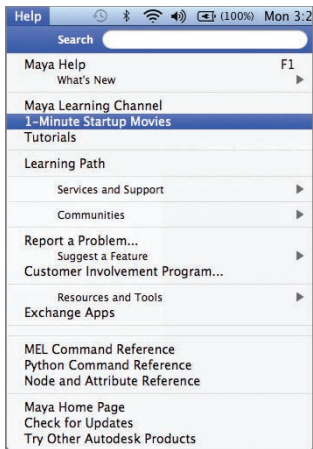 Help (100%) Mon 3:2
Search
Maya Help F1
What's New
Maya Learning Channel
1-Minute Startup Movies
Tutorials
Learning Path
Services and Support
Communities
Report a Problem...
Suggest a Feature
Customer Involvement Program...
Resources and Tools
Exchange Apps
MEL Command Reference
Python Command Reference
Node and Attribute Reference
Maya Home Page
Check for Updates
Try Other Autodesk Products